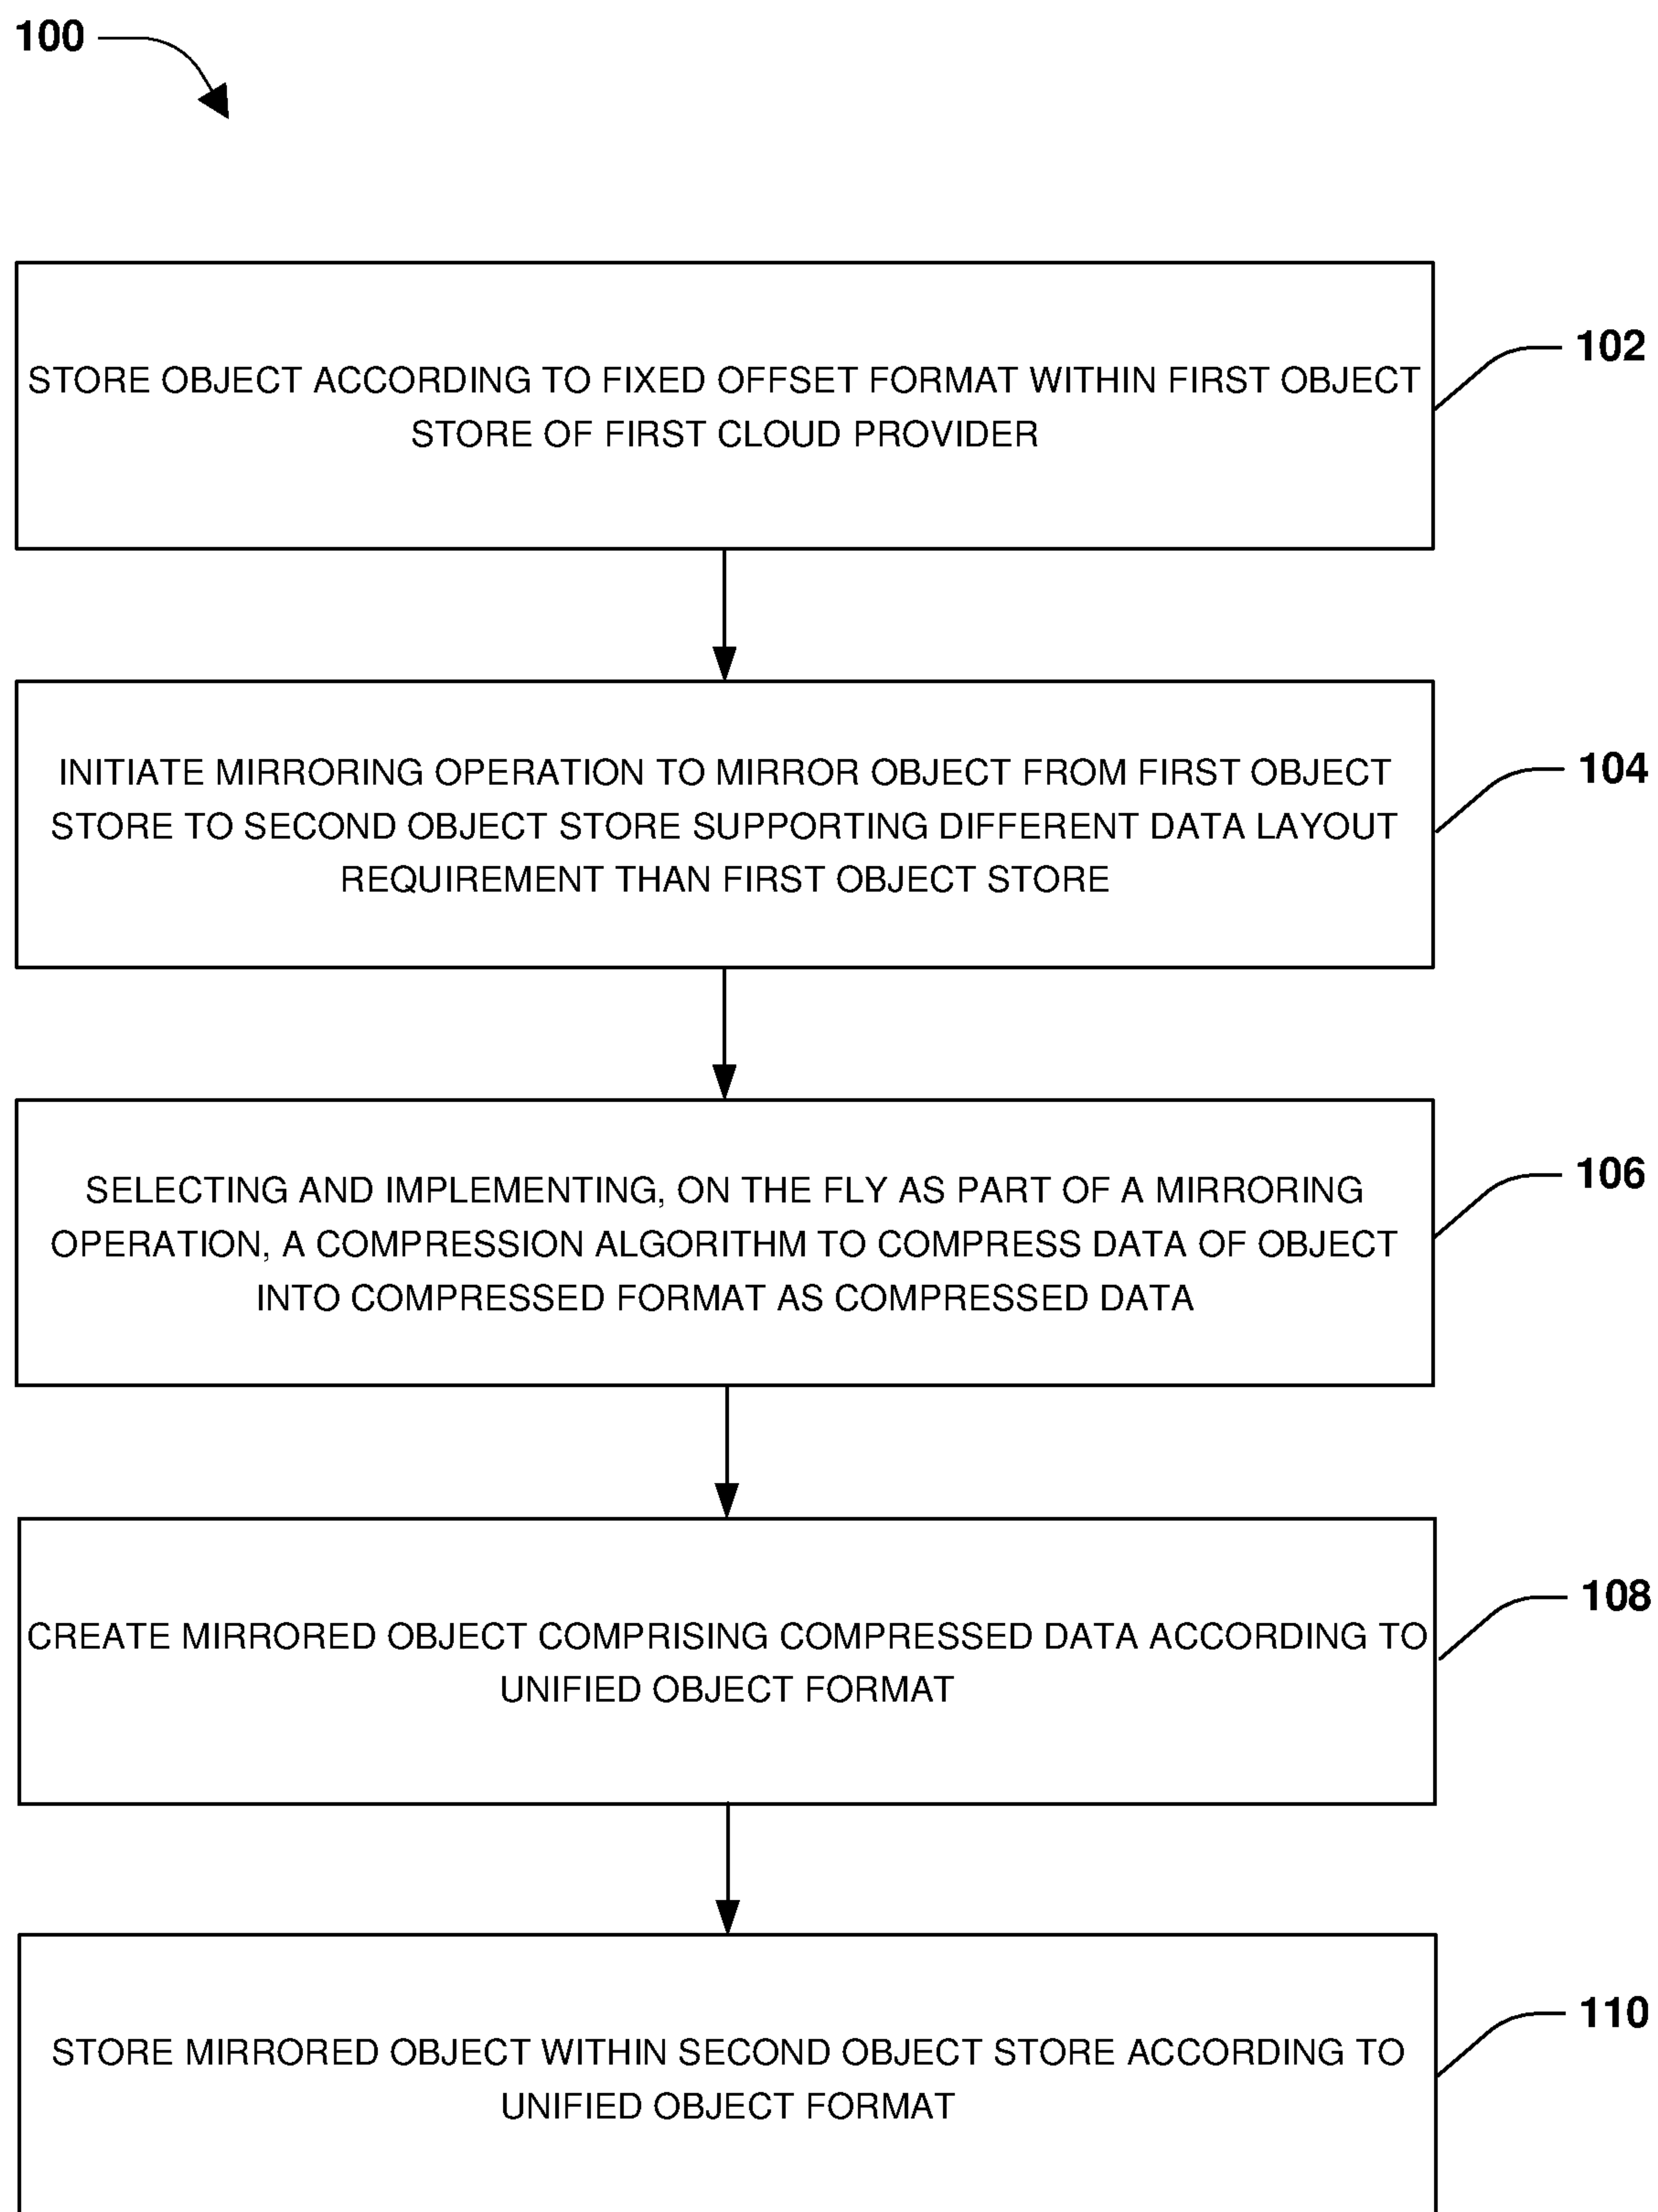 100
STORE OBJECT ACCORDING TO FIXED OFFSET FORMAT WITHIN FIRST OBJECT
STORE OF FIRST CLOUD PROVIDER
102
INITIATE MIRRORING OPERATION TO MIRROR OBJECT FROM FIRST OBJECT
STORE TO SECOND OBJECT STORE SUPPORTING DIFFERENT DATA LAYOUT
REQUIREMENT THAN FIRST OBJECT STORE
104
SELECTING AND IMPLEMENTING, ON THE FLY AS PART OF A MIRRORING
OPERATION, A COMPRESSION ALGORITHM TO COMPRESS DATA OF OBJECT
INTO COMPRESSED FORMAT AS COMPRESSED DATA
106
CREATE MIRRORED OBJECT COMPRISING COMPRESSED DATA ACCORDING TO
UNIFIED OBJECT FORMAT
108
STORE MIRRORED OBJECT WITHIN SECOND OBJECT STORE ACCORDING TO
UNIFIED OBJECT FORMAT
110